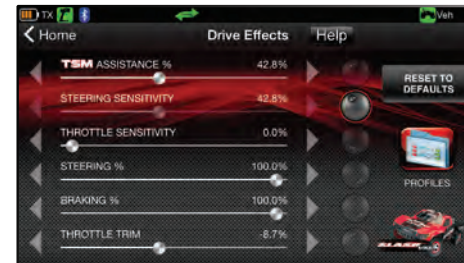 TX Veh
Home Drive Effects Help
TSM ASSISTANCE % 42.8%
RESET TO
DEFAULTS
STEERING SENSITIVITY 42.8%
THROTTLE SENSITIVITY 0.0%
STEERING % 100.0%
PROFILES
BRAKING % 100.0%
THROTTLE TRIM -8.7%
SLASH